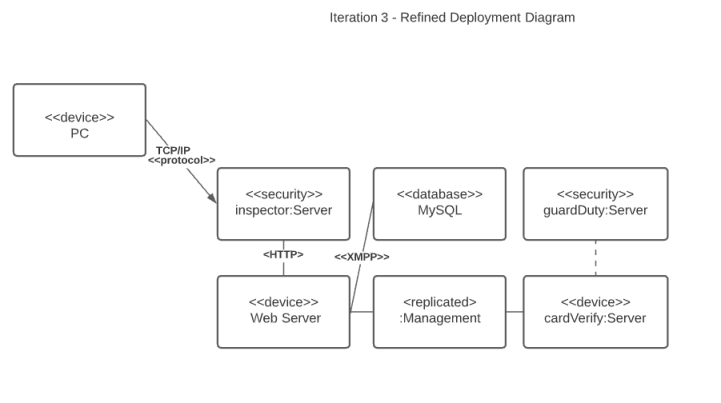 Iteration 3 - Refined Deployment Diagram
<<device>>
PC
TCP/IP
<<protocol>>
<<security>>
inspector:Server
<<database>>
MySQL
<<security>>
guardDuty:Server
<HTTP>
<<XMPP>>
<<device>>
Web Server
<replicated>
:Management
<<device>>
cardVerify:Server